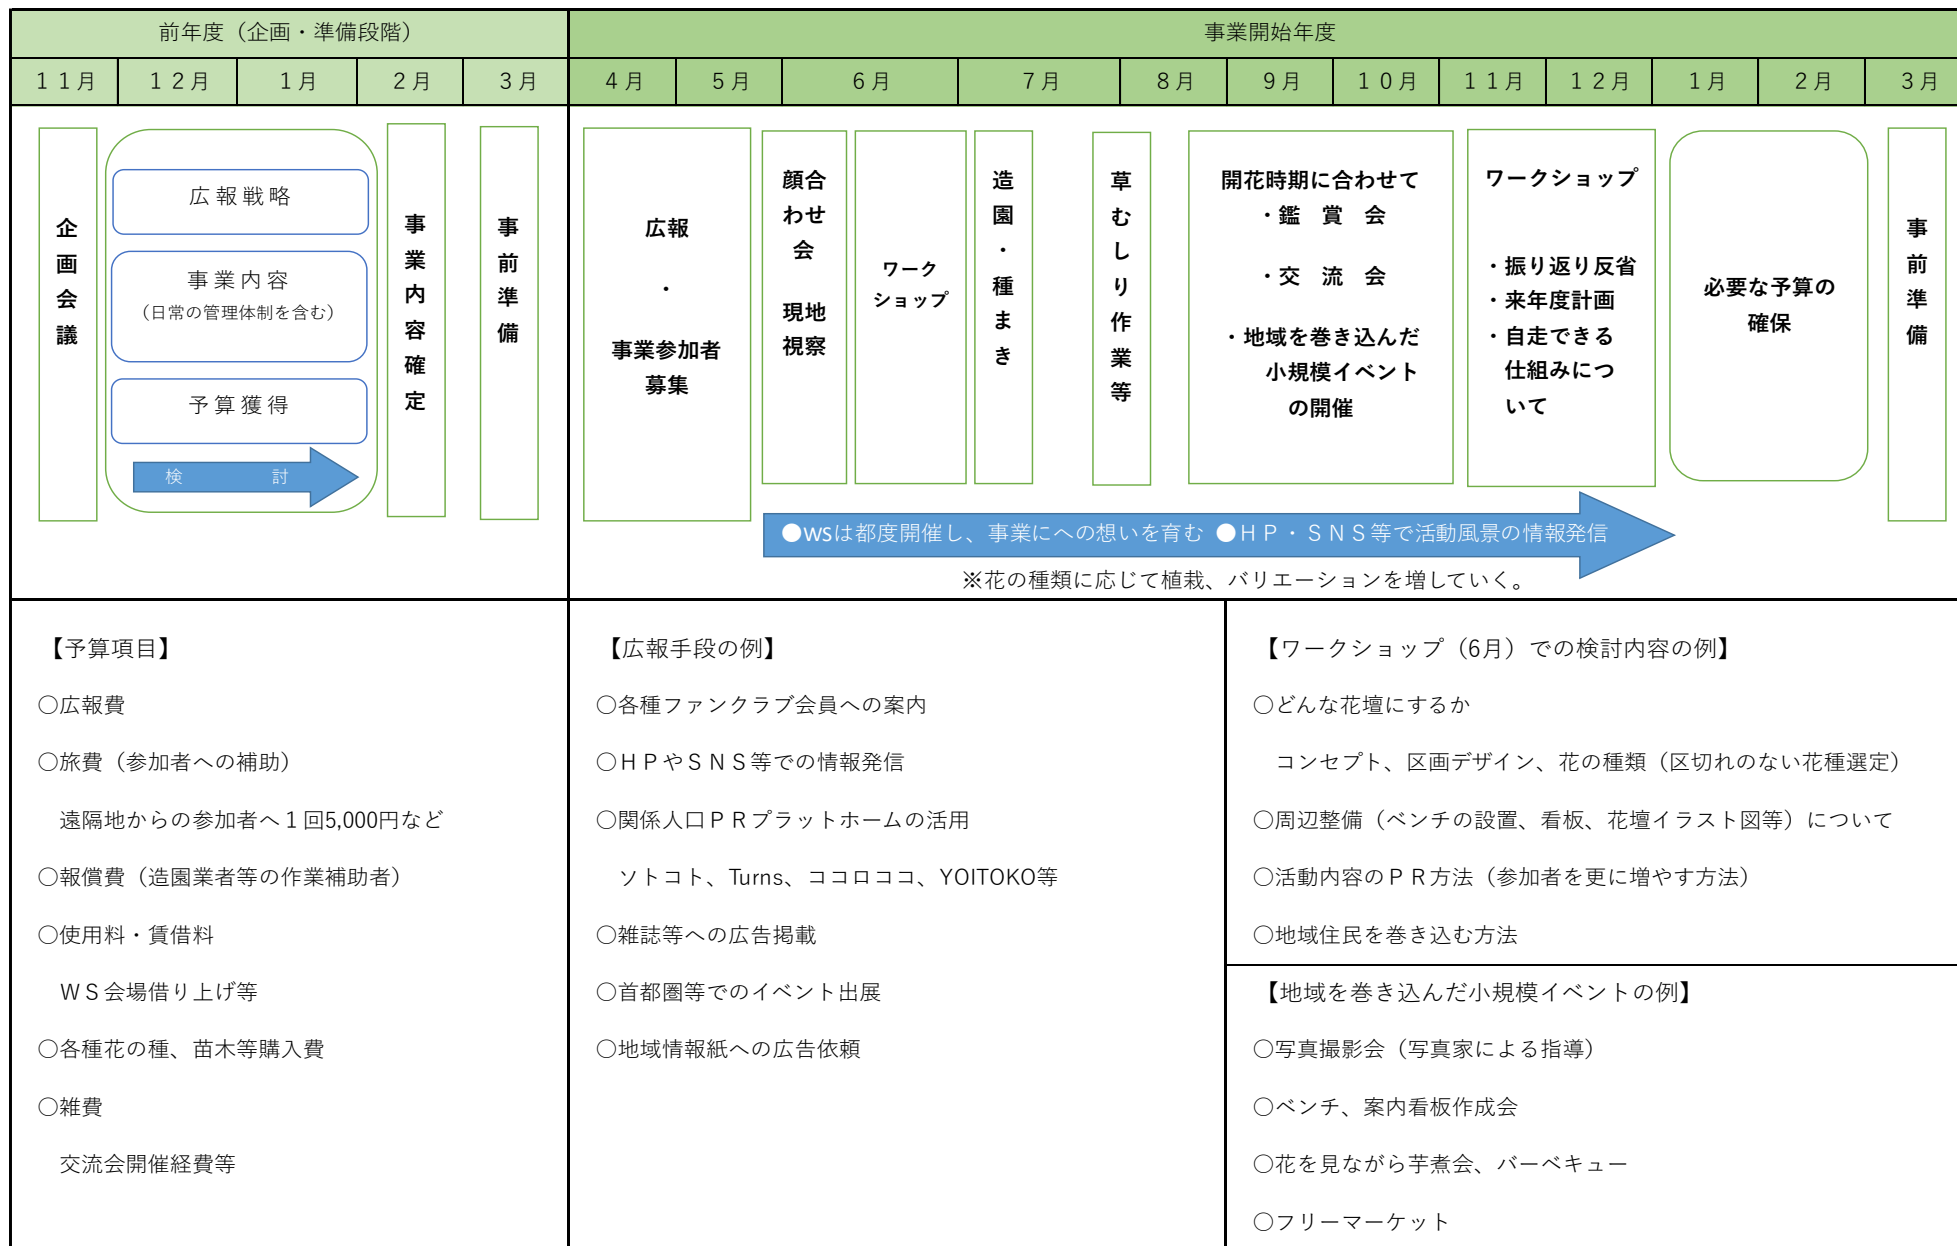 前年度（企画・準備段階）
事業開始年度
１１月
１２月
１月
２月
３月
４月
５月
６月
７月
８月
９月
１０月
１１月
１２月
１月
２月
３月
企画会議
広報戦略
事業内容
（日常の管理体制を含む）
予算獲得
検　　　　討
事業内容確定
事前準備
広報
・
事業参加者
募集
顔合
わせ
会
現地
視察
ワーク
ショップ
造園・種まき
草むしり作業等
開花時期に合わせて
・鑑　賞　会
・交　流　会
・地域を巻き込んだ
小規模イベント
の開催
ワークショップ
・振り返り反省
・来年度計画
・自走できる
仕組みにつ
いて
必要な予算の
確保
事前準備
●wsは都度開催し、事業にへの想いを育む ●ＨＰ・ＳＮＳ等で活動風景の情報発信
※花の種類に応じて植栽、バリエーションを増していく。
【予算項目】
○広報費
○旅費（参加者への補助）
遠隔地からの参加者へ１回5,000円など
○報償費（造園業者等の作業補助者）
○使用料・賃借料
ＷＳ会場借り上げ等
○各種花の種、苗木等購入費
○雑費
交流会開催経費等
【広報手段の例】
○各種ファンクラブ会員への案内
○ＨＰやＳＮＳ等での情報発信
○関係人口ＰＲプラットホームの活用
ソトコト、Turns、ココロココ、YOITOKO等
○雑誌等への広告掲載
○首都圏等でのイベント出展
○地域情報紙への広告依頼
【ワークショップ（6月）での検討内容の例】
○どんな花壇にするか
コンセプト、区画デザイン、花の種類（区切れのない花種選定）
○周辺整備（ベンチの設置、看板、花壇イラスト図等）について
○活動内容のＰＲ方法（参加者を更に増やす方法）
○地域住民を巻き込む方法
【地域を巻き込んだ小規模イベントの例】
○写真撮影会（写真家による指導）
○ベンチ、案内看板作成会
○花を見ながら芋煮会、バーベキュー
○フリーマーケット